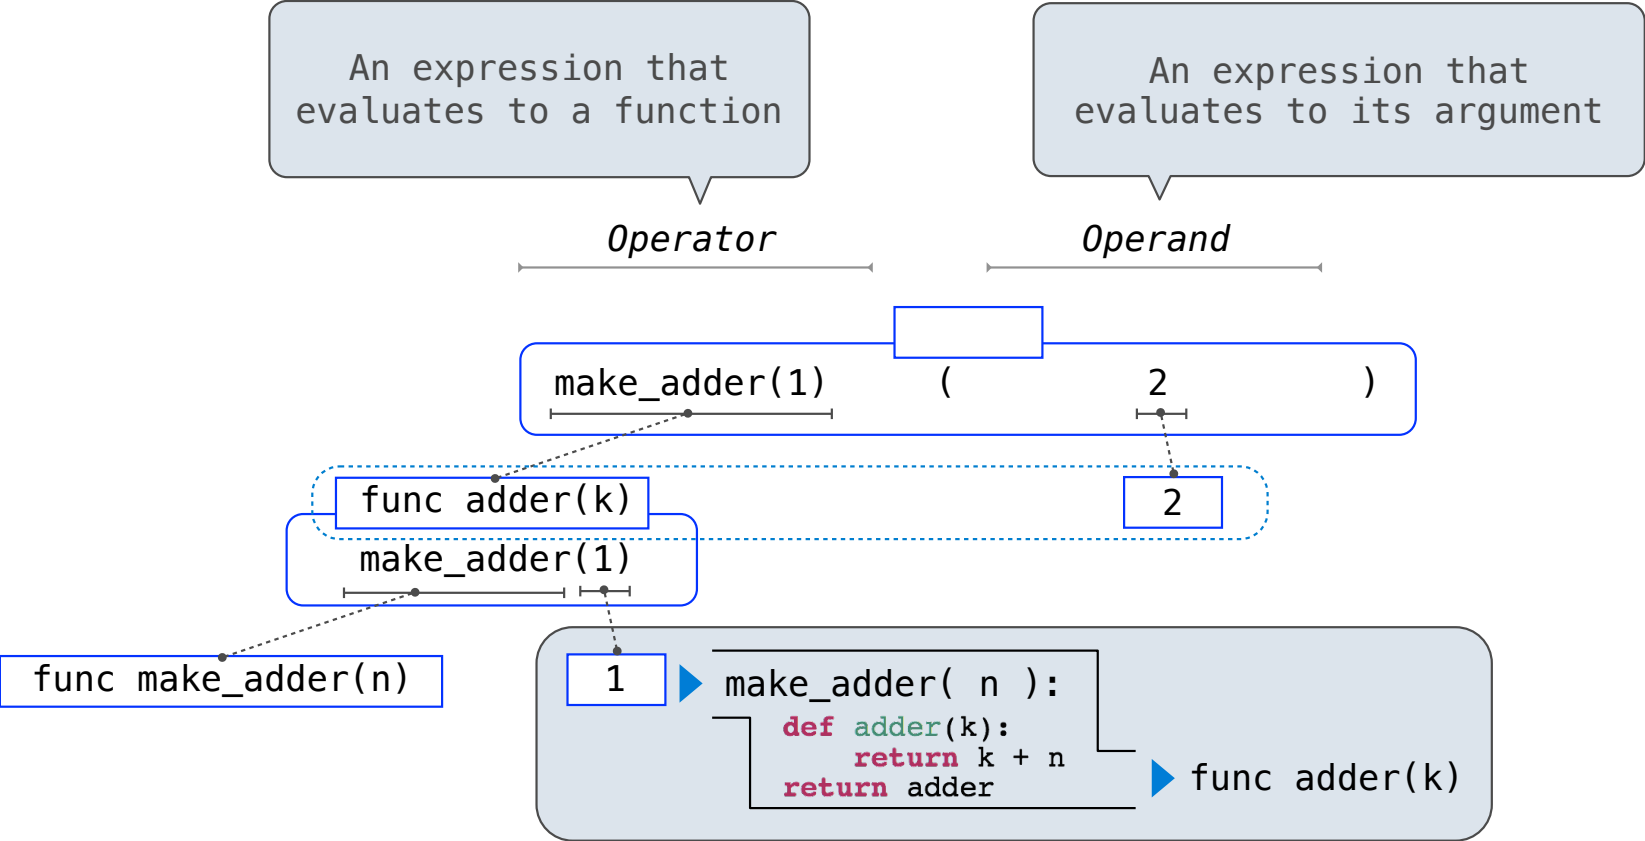 An expression that
evaluates to a function
An expression that
evaluates to its argument
Operator
Operand
make_adder(1) ( 2 )
func adder(k)
2
make_adder(1)
func make_adder(n)
1
make_adder( n ):
def adder(k):
return k + n
return adder
func adder(k)